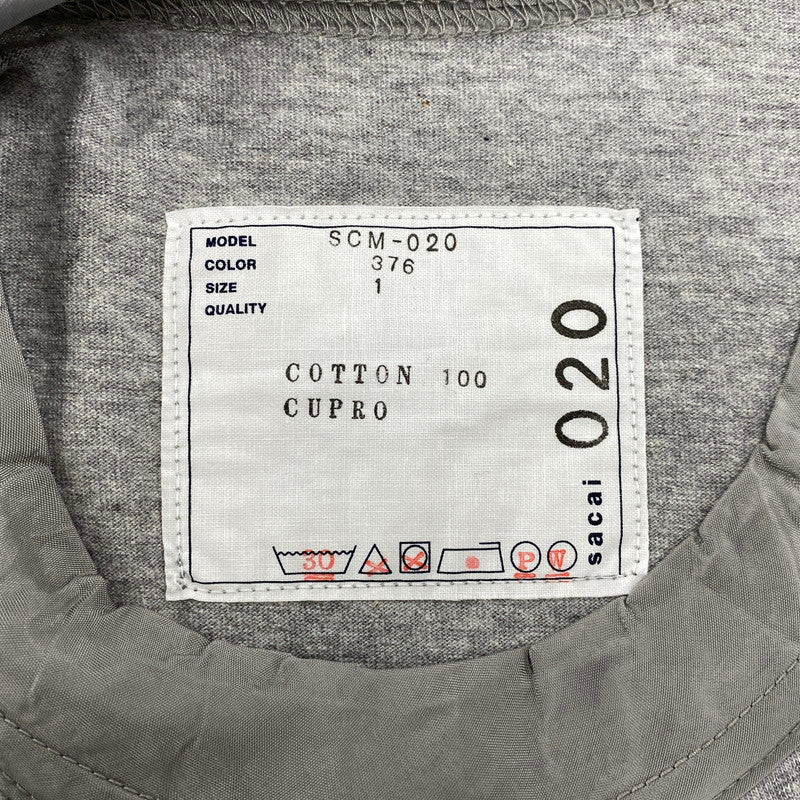 MODEL SCM-020
COLOR 376
SIZE 1
QUALITY
COTTON 100
CUPRO
020
sacai
30
P W